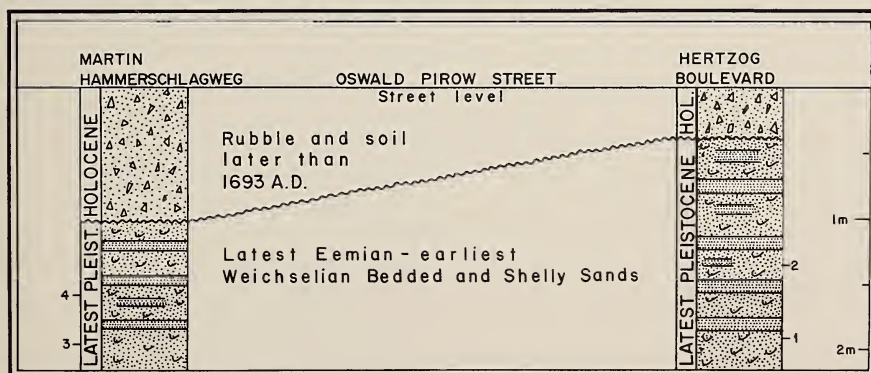 MARTIN
HAMMERSCHLAGWEG
OSWALD PIROW STREET
HERTZOG
BOULEVARD
Street level
HOLOCENE
LATEST PLEIST.
Rubble and soil
later than
1693 A.D.
Latest Eemian - earliest
Weichselian Bedded and Shelly Sands
4
3
HOL.
LATEST PLEISTOCENE
2
1
1m
2m